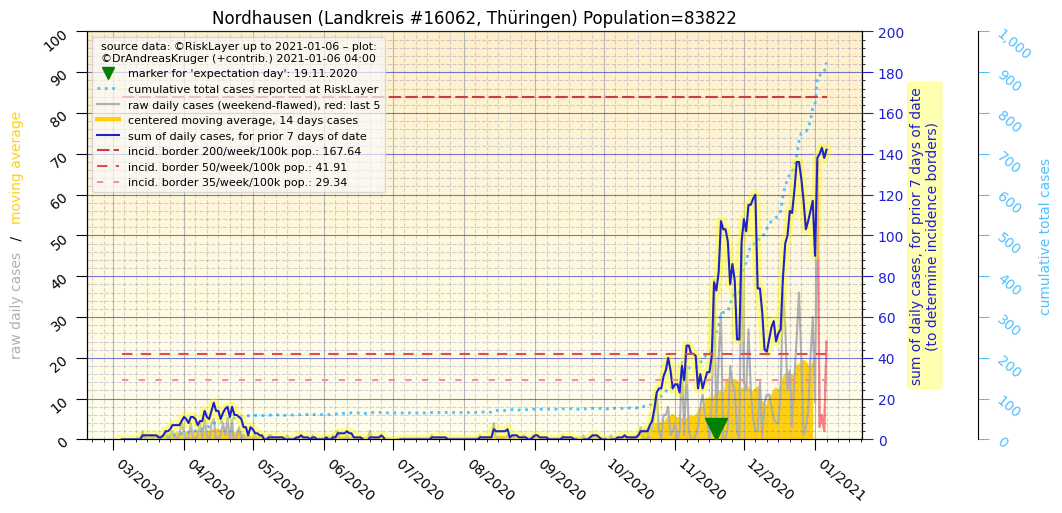 Nordhausen (Landkreis #16062, Thüringen) Population=83822
source data: ©RiskLayer up to 2021-01-06 – plot:
©DrAndreasKruger (+contrib.) 2021-01-06 04:00
marker for 'expectation day': 19.11.2020
cumulative total cases reported at RiskLayer
raw daily cases (weekend-flawed), red: last 5
centered moving average, 14 days cases
sum of daily cases, for prior 7 days of date
incid. border 200/week/100k pop.: 167.64
incid. border 50/week/100k pop.: 41.91
incid. border 35/week/100k pop.: 29.34
raw daily cases / moving average
100
90
80
70
60
50
40
30
20
10
0
03/2020
04/2020
05/2020
06/2020
07/2020
08/2020
09/2020
10/2020
11/2020
12/2020
01/2021
200
180
160
140
120
100
80
60
40
20
0
sum of daily cases, for prior 7 days of date
(to determine incidence borders)
1,000
900
800
700
600
500
400
300
200
100
0
cumulative total cases